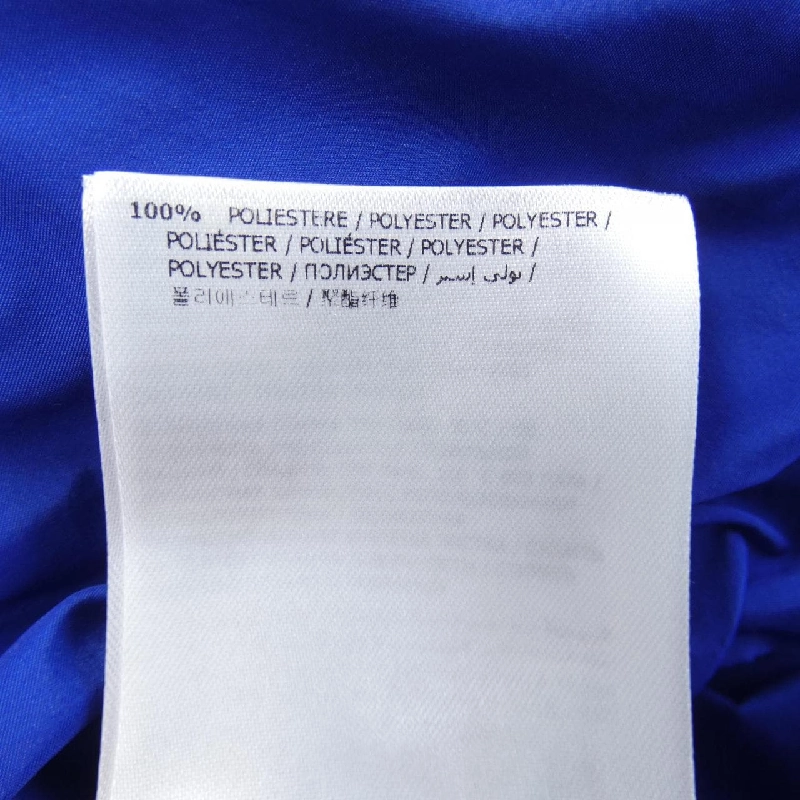 100% POLIESTERE / POLYESTER / POLYESTER /
POLIÉSTER / POLIÉSTER / POLYESTER /
POLYESTER / ПОЛИЭСТЕР / بولي إستر /
폴리에스테르 / 聚酯纤维